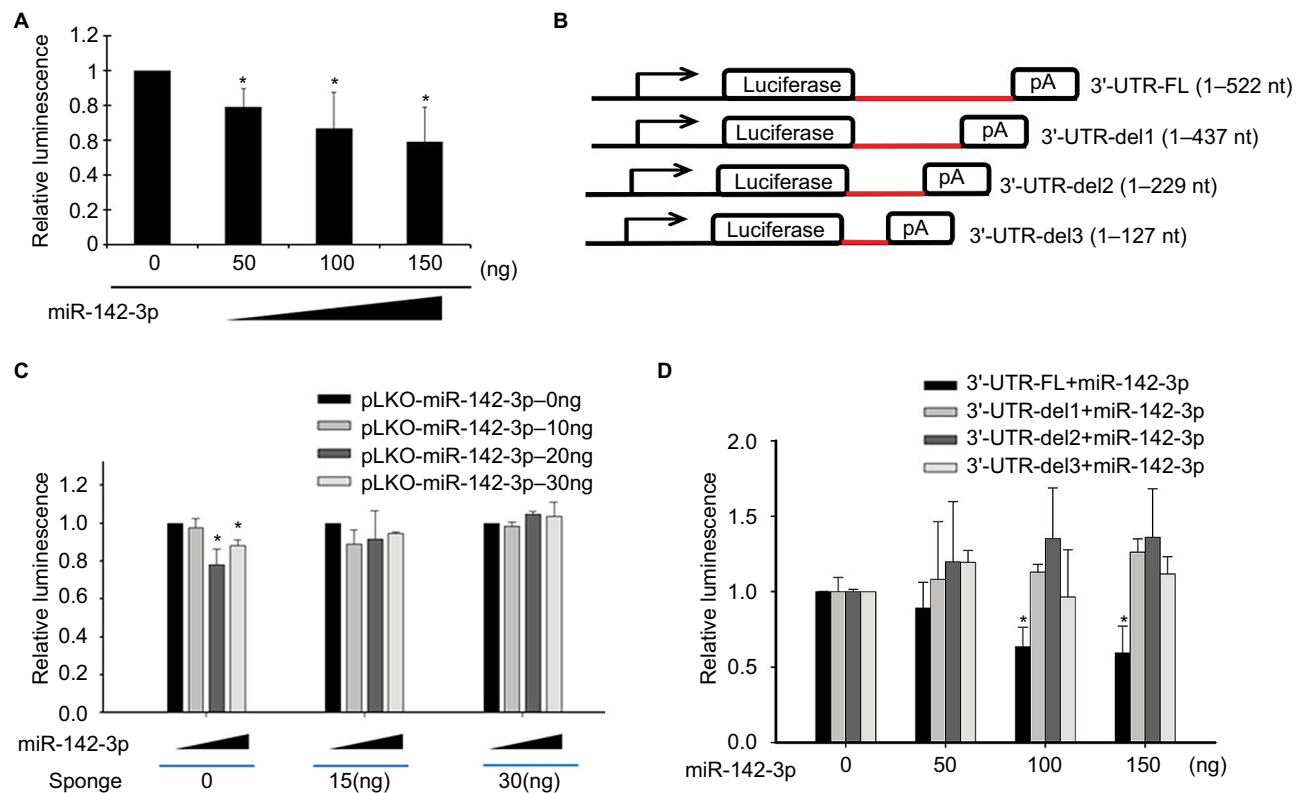 A
Relative luminescence
1.2
1
0.8
0.8
0.4
0.2
0
0 50 100 150 (ng)
miR-142-3p
B
Luciferase pA 3'-UTR-FL (1–522 nt)
Luciferase pA 3'-UTR-del1 (1–437 nt)
Luciferase pA 3'-UTR-del2 (1–229 nt)
Luciferase pA 3'-UTR-del3 (1–127 nt)
* * *
C
pLKO-miR-142-3p–0ng
pLKO-miR-142-3p–10ng
pLKO-miR-142-3p–20ng
pLKO-miR-142-3p–30ng
Relative luminescence
1.2
1.0
0.8
0.6
0.4
0.2
0.0
* *
miR-142-3p
Sponge 0 15(ng) 30(ng)
D
3'-UTR-FL+miR-142-3p
3'-UTR-del1+miR-142-3p
3'-UTR-del2+miR-142-3p
3'-UTR-del3+miR-142-3p
Relative luminescence
2.0
1.5
1.0
0.5
0.0
* *
miR-142-3p 0 50 100 150 (ng)